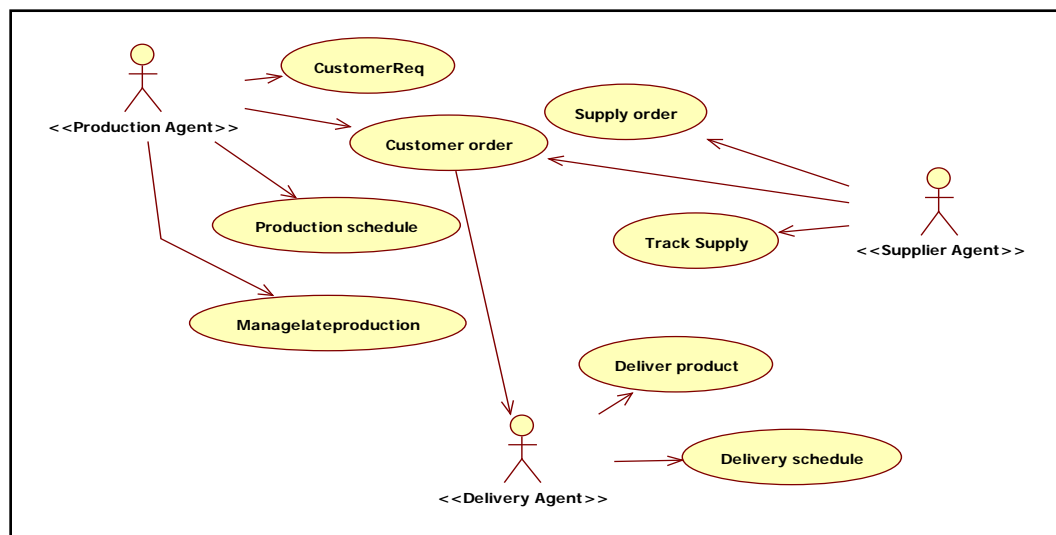 CustomerReq
Supply order
<<Production Agent>>
Customer order
Production schedule
Track Supply
<<Supplier Agent>>
Managelateproduction
Deliver product
Delivery schedule
<<Delivery Agent>>